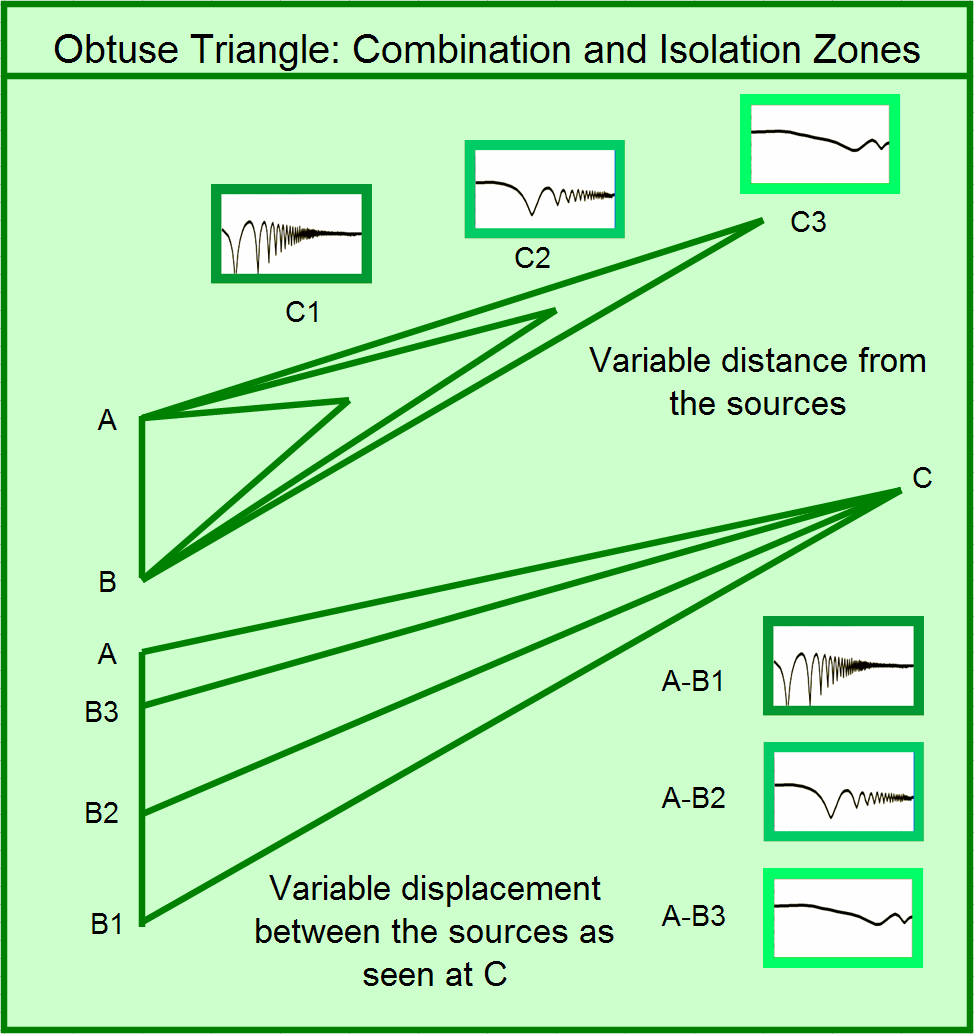 Obtuse Triangle: Combination and Isolation Zones
C3
C2
C1
Variable distance from
the sources
A
C
B
A
A-B1
B3
A-B2
B2
Variable displacement
between the sources as
seen at C
A-B3
B1